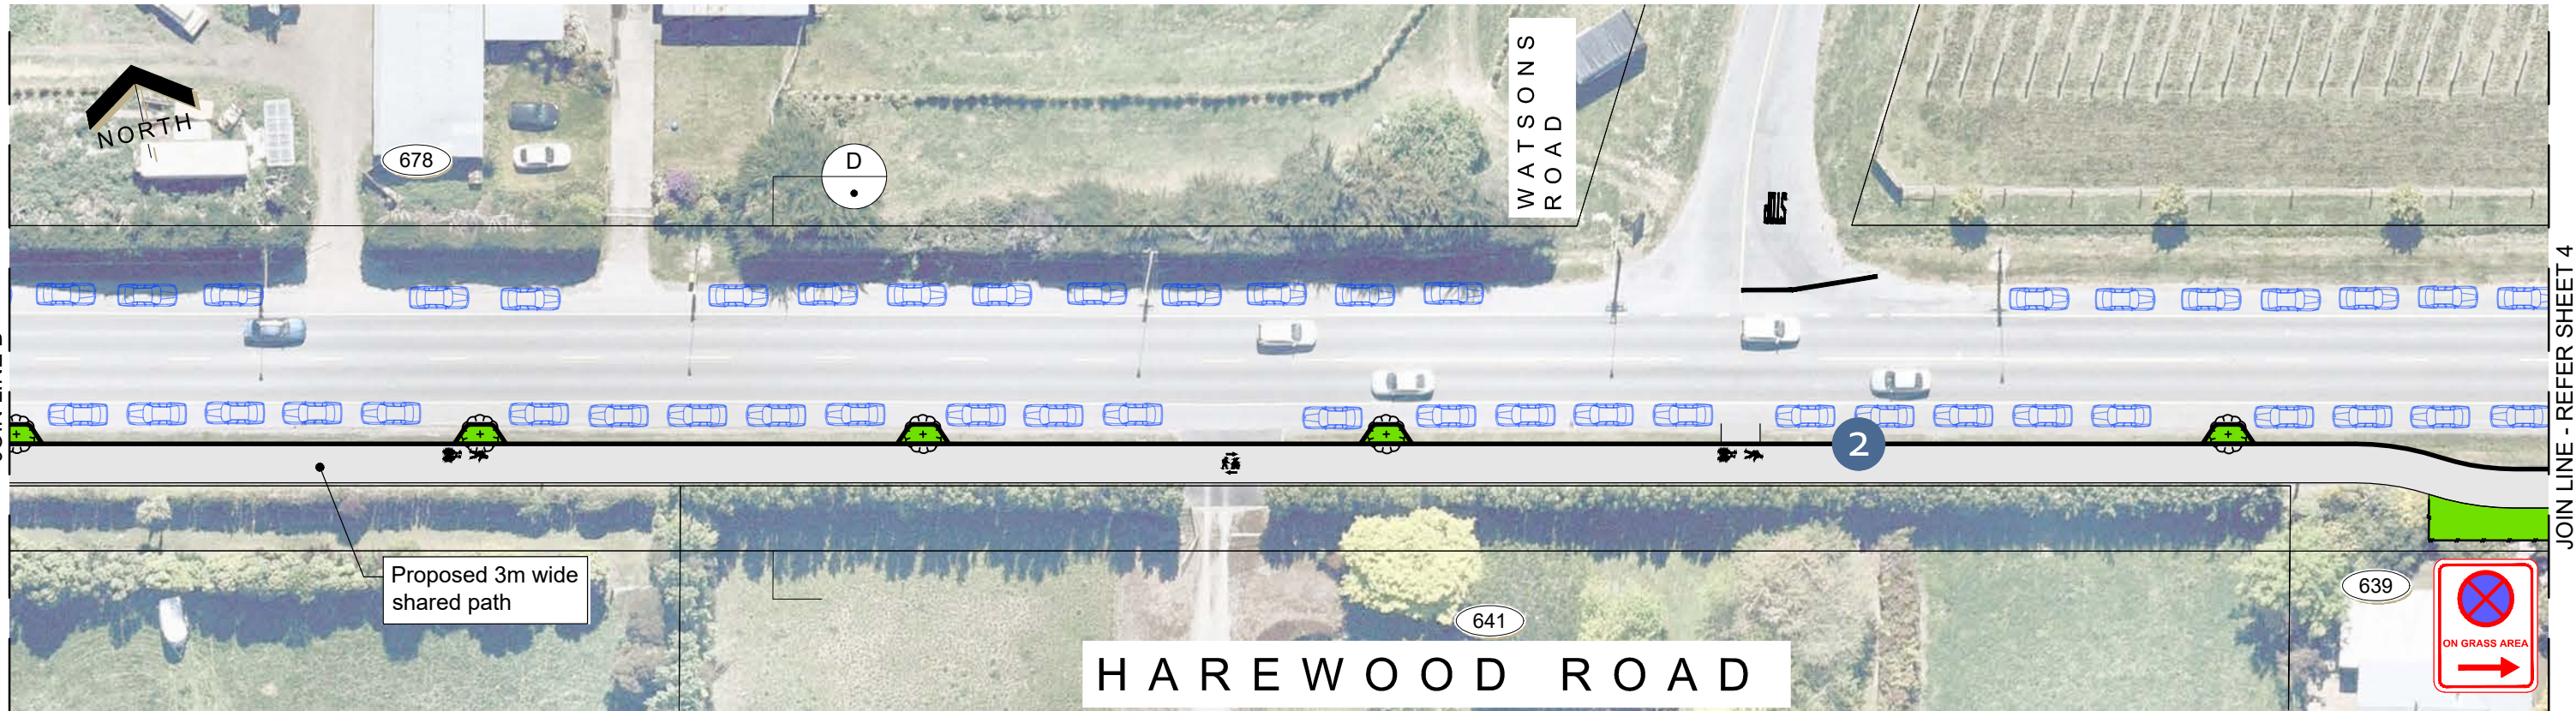 NORTH
678
D
WATSONS
ROAD
STOP
2
Proposed 3m wide
shared path
641
639
ON GRASS AREA
HAREWOOD ROAD
JOIN LINE - REFER SHEET 4